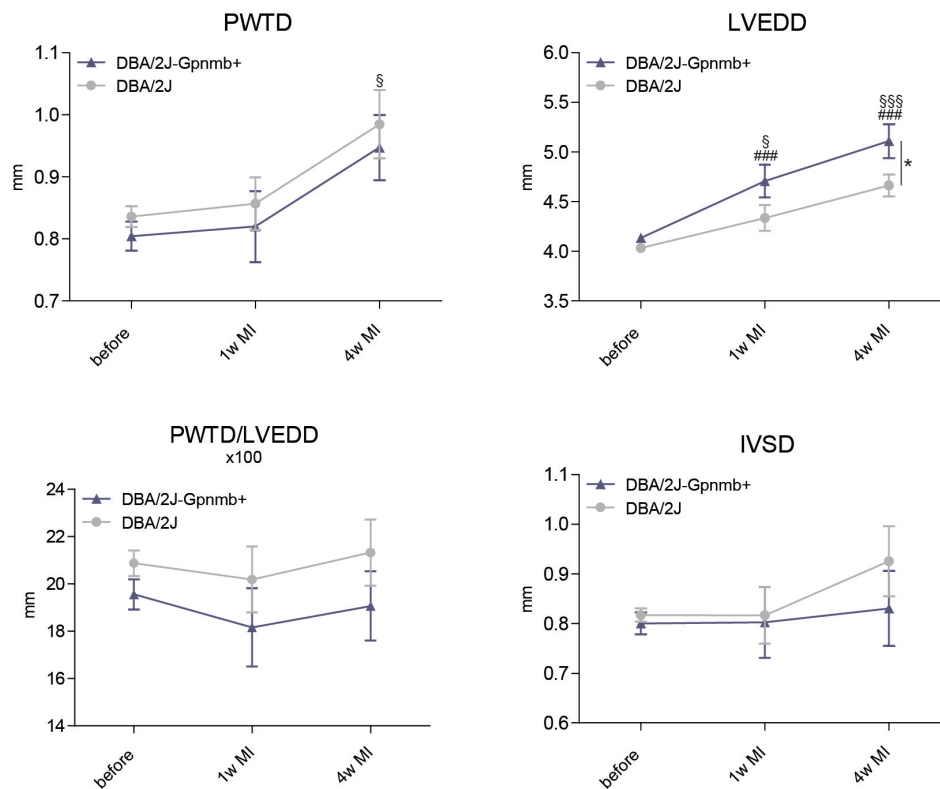 PWTD
1.1
1.0
0.9
0.8
0.7
mm
DBA/2J-Gpnmb+
DBA/2J
§
before
1w MI
4w MI
LVEDD
6.0
5.5
5.0
4.5
4.0
3.5
mm
DBA/2J-Gpnmb+
DBA/2J
§
###
§§§
###
*
before
1w MI
4w MI
PWTD/LVEDD
x100
24
22
20
18
16
14
mm
DBA/2J-Gpnmb+
DBA/2J
before
1w MI
4w MI
IVSD
1.1
1.0
0.9
0.8
0.7
0.6
mm
DBA/2J-Gpnmb+
DBA/2J
before
1w MI
4w MI